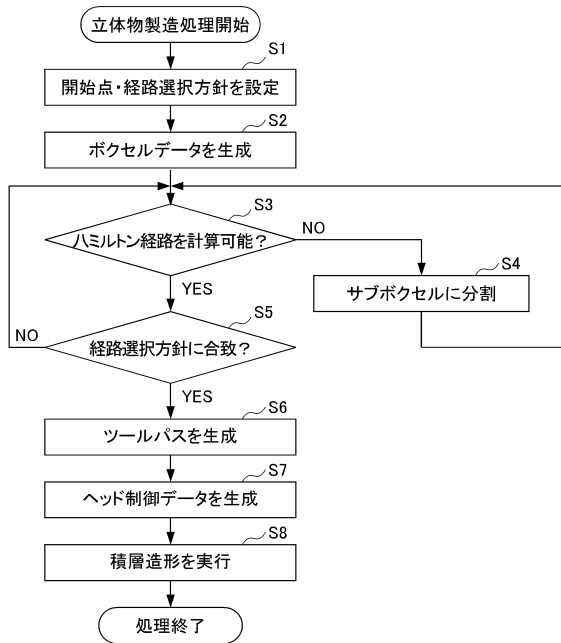 立体物製造処理開始
S1
開始点・経路選択方針を設定
S2
ボクセルデータを生成
S3
ハミルトン経路を計算可能？
NO
S4
サブボクセルに分割
YES
S5
NO
経路選択方針に合致？
YES
S6
ツールパスを生成
S7
ヘッド制御データを生成
S8
積層造形を実行
処理終了